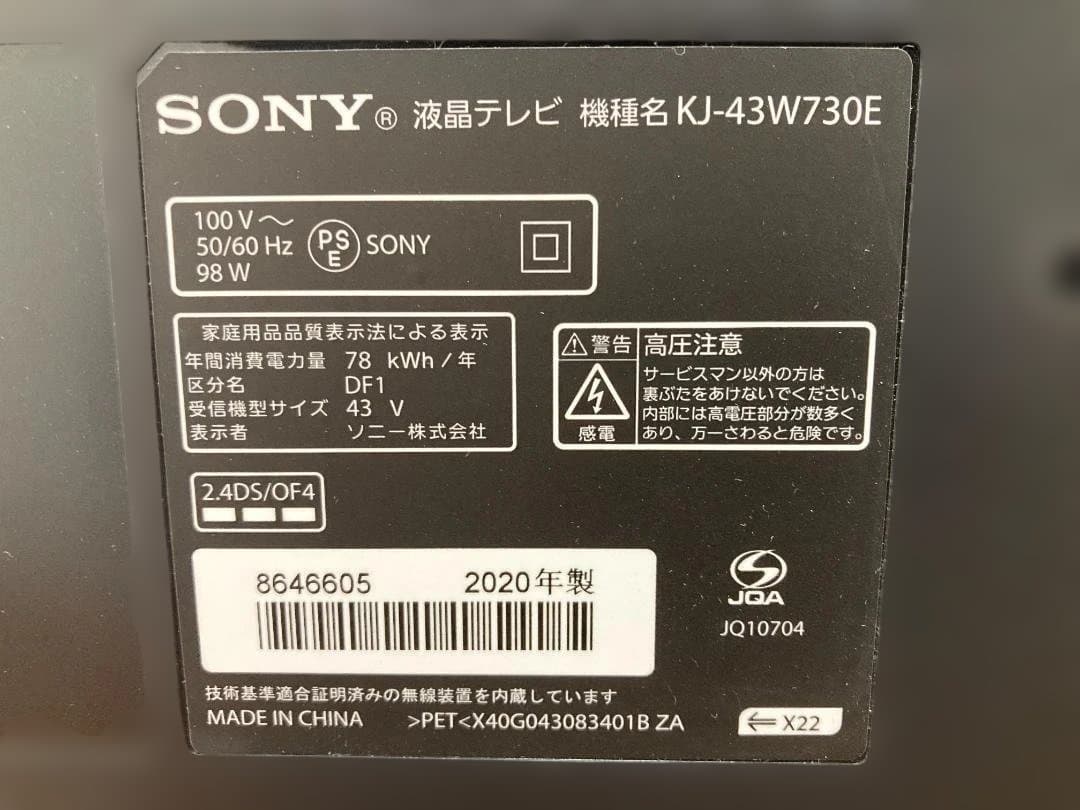 SONY® 液晶テレビ 機種名 KJ-43W730E
100 V ～
50/60 Hz
98 W
PS
E
SONY
家庭用品品質表示法による表示
年間消費電力量 78 kWh / 年
区分名 DF1
受信機型サイズ 43 V
表示者 ソニー株式会社
警告 高圧注意
感電
サービスマン以外の方は
裏ぶたをあけないでください。
内部には高電圧部分が数多く
あり、万一さわると危険です。
2.4DS/OF4
8646605 2020年製
JQA
JQ10704
技術基準適合証明済みの無線装置を内蔵しています
MADE IN CHINA >PET<X40G043083401B ZA
⇐ X22